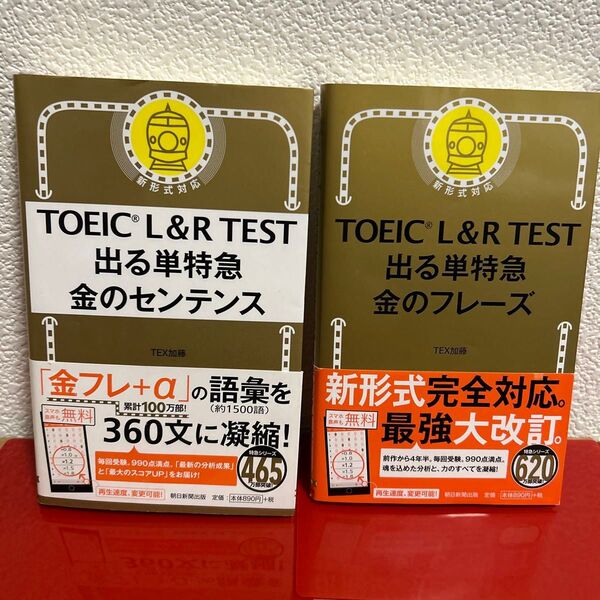 新形式対応
TOEIC® L&R TEST
出る単特急
金のセンテンス
TEX加藤
「金フレ+α」の語彙を
累計100万部!
(約1500語)
スマホ
音声も
無料
360文に凝縮!
毎回受験、990点満点。「最新の分析成果」
と「最大のスコアUP」をお届け!
特急シリーズ
465
万部突破!
再生速度、変更可能!
朝日新聞出版 定価 本体890円+税
新形式対応
TOEIC® L&R TEST
出る単特急
金のフレーズ
TEX加藤
新形式完全対応。
スマホ
音声も
無料
最強大改訂。
前作から4年半。毎回受験、990点満点。
魂を込めた分析と、力のすべてを凝縮!
特急シリーズ
620
万部突破!
再生速度、変更可能!
朝日新聞出版 定価 本体890円+税